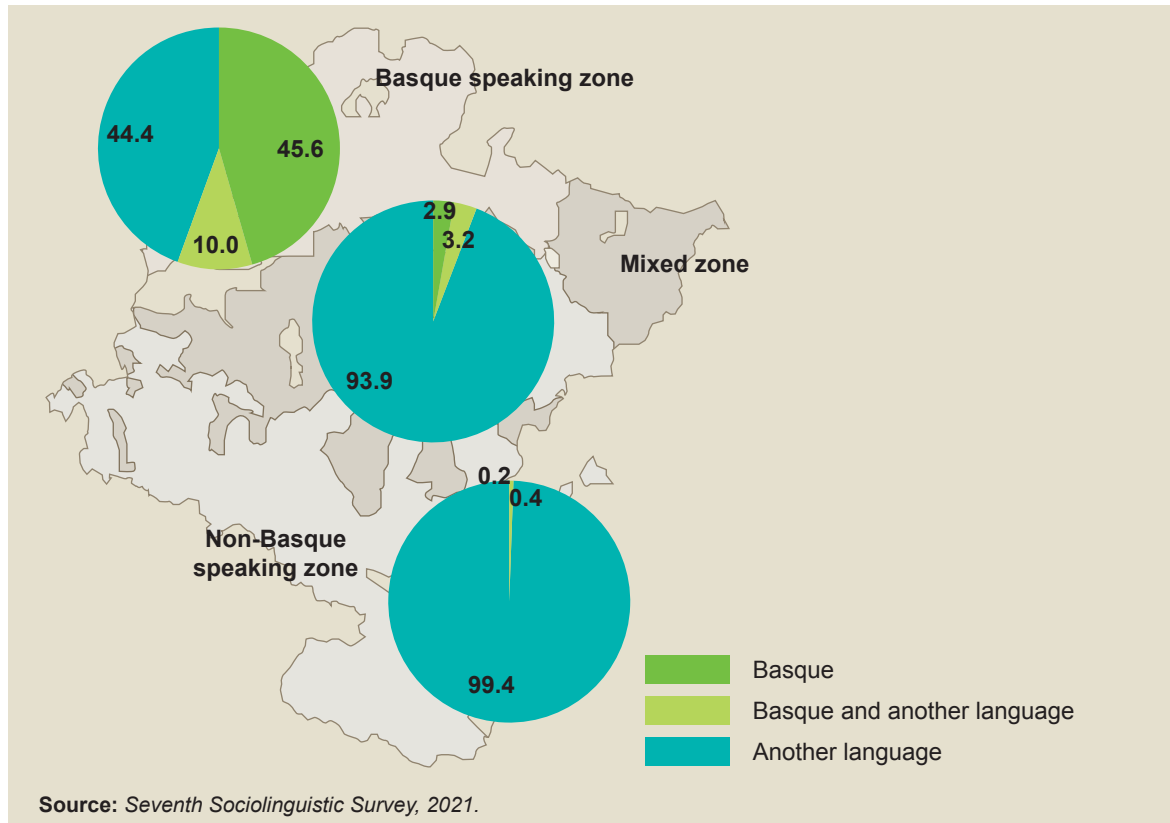 Basque speaking zone
44.4
45.6
10.0
2.9
3.2
Mixed zone
93.9
0.2
0.4
Non-Basque
speaking zone
99.4
Basque
Basque and another language
Another language
Source: Seventh Sociolinguistic Survey, 2021.